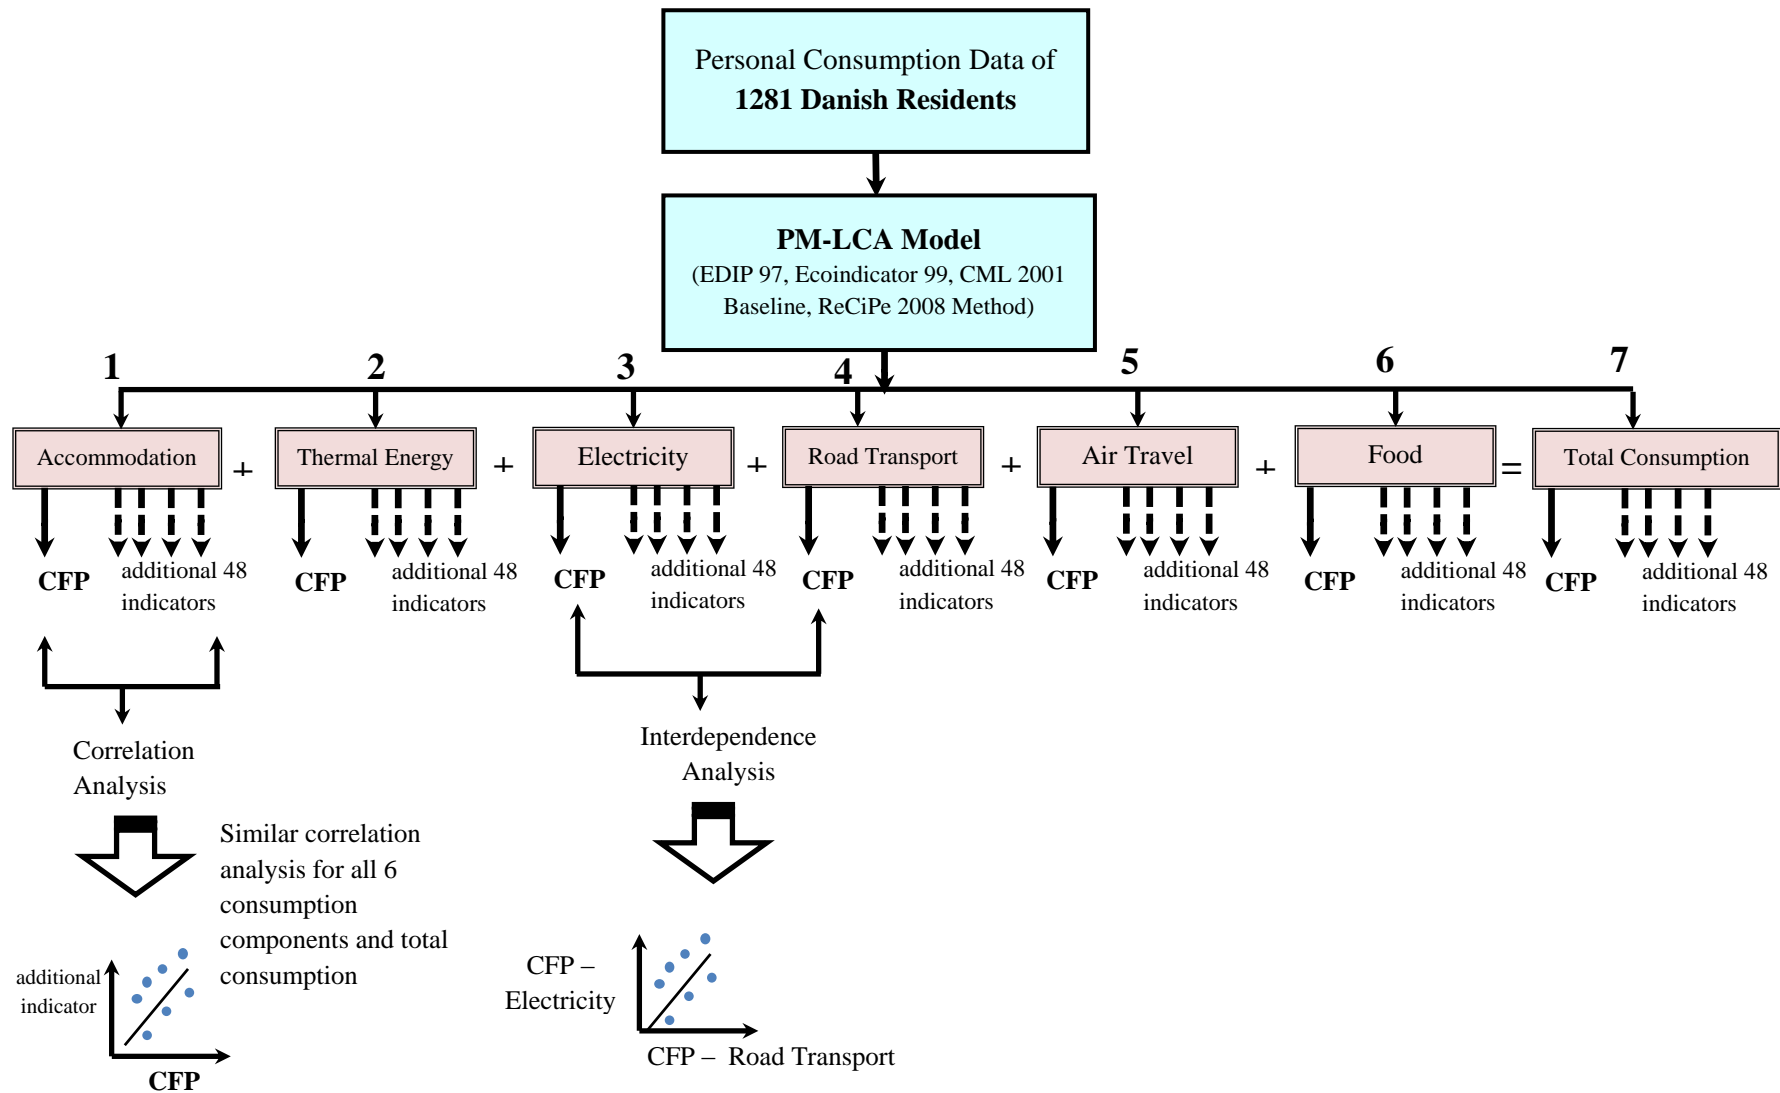 Personal Consumption Data of
1281 Danish Residents
PM-LCA Model
(EDIP 97, Ecoindicator 99, CML 2001
Baseline, ReCiPe 2008 Method)
1
2
3
4
5
6
7
Accommodation
+
Thermal Energy
+
Electricity
+
Road Transport
+
Air Travel
+
Food
=
Total Consumption
CFP
additional 48
indicators
CFP
additional 48
indicators
CFP
additional 48
indicators
CFP
additional 48
indicators
CFP
additional 48
indicators
CFP
additional 48
indicators
CFP
additional 48
indicators
Correlation
Analysis
Similar correlation
analysis for all 6
consumption
components and total
consumption
additional
indicator
CFP
Interdependence
Analysis
CFP –
Electricity
CFP – Road Transport